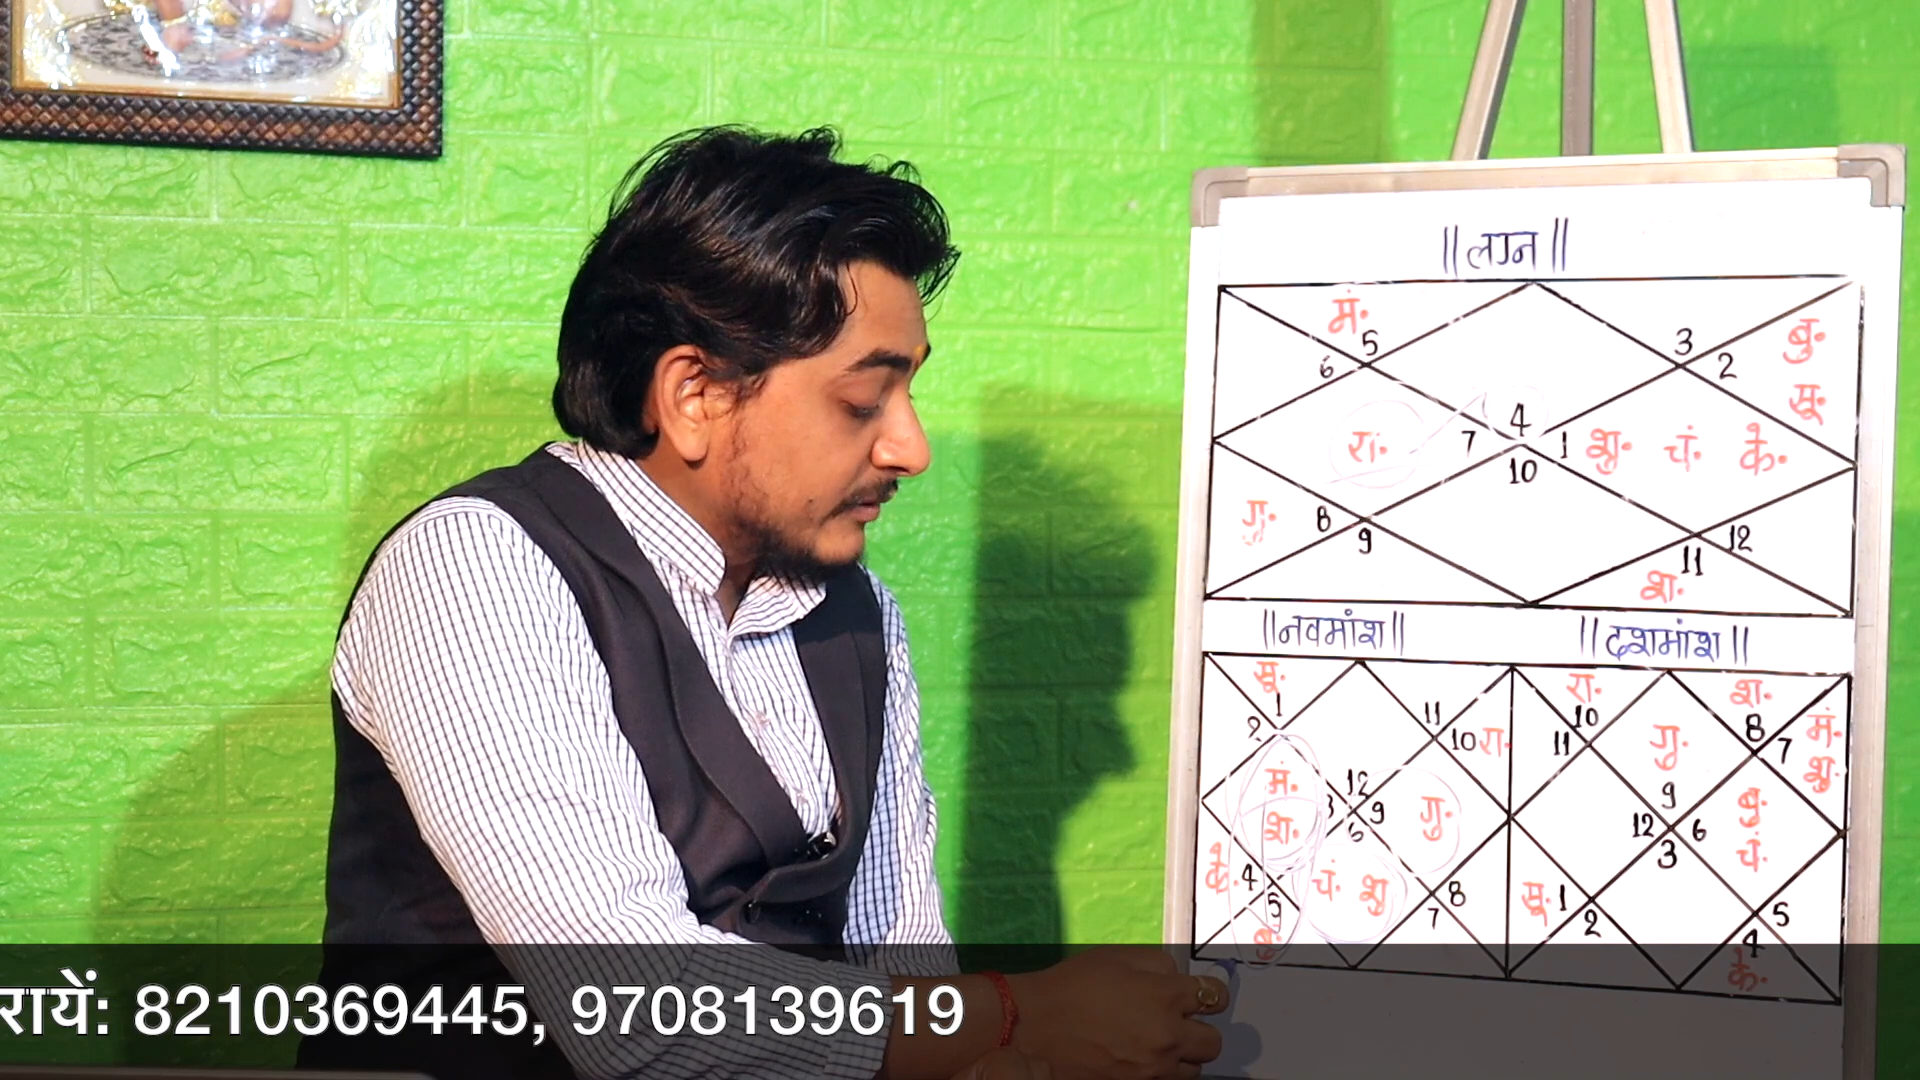 ॥लग्न॥
मं॰
5
3
बु॰
6
2
सू॰
4
रा॰
7
1
शु॰ चं॰ के॰
10
गु॰
8
9
12
11
श॰
॥नवमांश॥
॥दशमांश॥
सू॰
1
2
11
10 रा॰
मं॰
12
श॰
3
9
गु॰
6
के॰
4
चं॰ शु॰
5
8
7
बु॰
रा॰
श॰
10
8
मं॰
11
गु॰
7
शु॰
9
बु॰
12
6
चं॰
3
सू॰
1
2
5
4
के॰
रायें: 8210369445, 9708139619